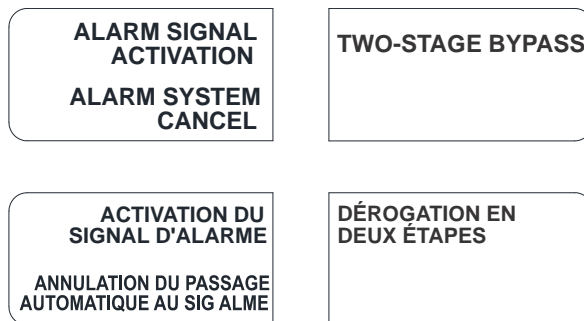 ALARM SIGNAL
ACTIVATION
ALARM SYSTEM
CANCEL
TWO-STAGE BYPASS
ACTIVATION DU
SIGNAL D'ALARME
ANNULATION DU PASSAGE
AUTOMATIQUE AU SIG ALME
DÉROGATION EN
DEUX ÉTAPES